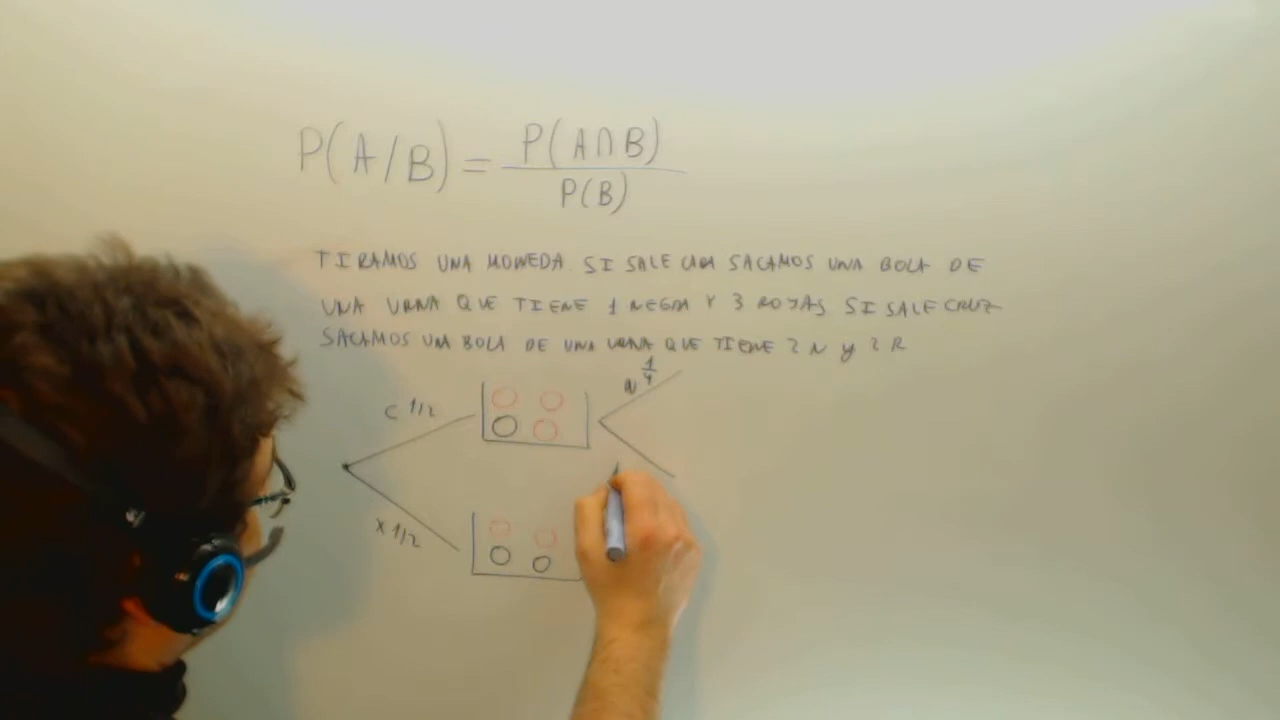 P(A/B) = P(A∩B) / P(B)
TIRAMOS UNA MONEDA. SI SALE CARA SACAMOS UNA BOLA DE
UNA URNA QUE TIENE 1 NEGRA Y 3 ROJAS SI SALE CRUZ
SACAMOS UNA BOLA DE UNA URNA QUE TIENE 2 N y 2 R
N 1/4
C 1/2
X 1/2